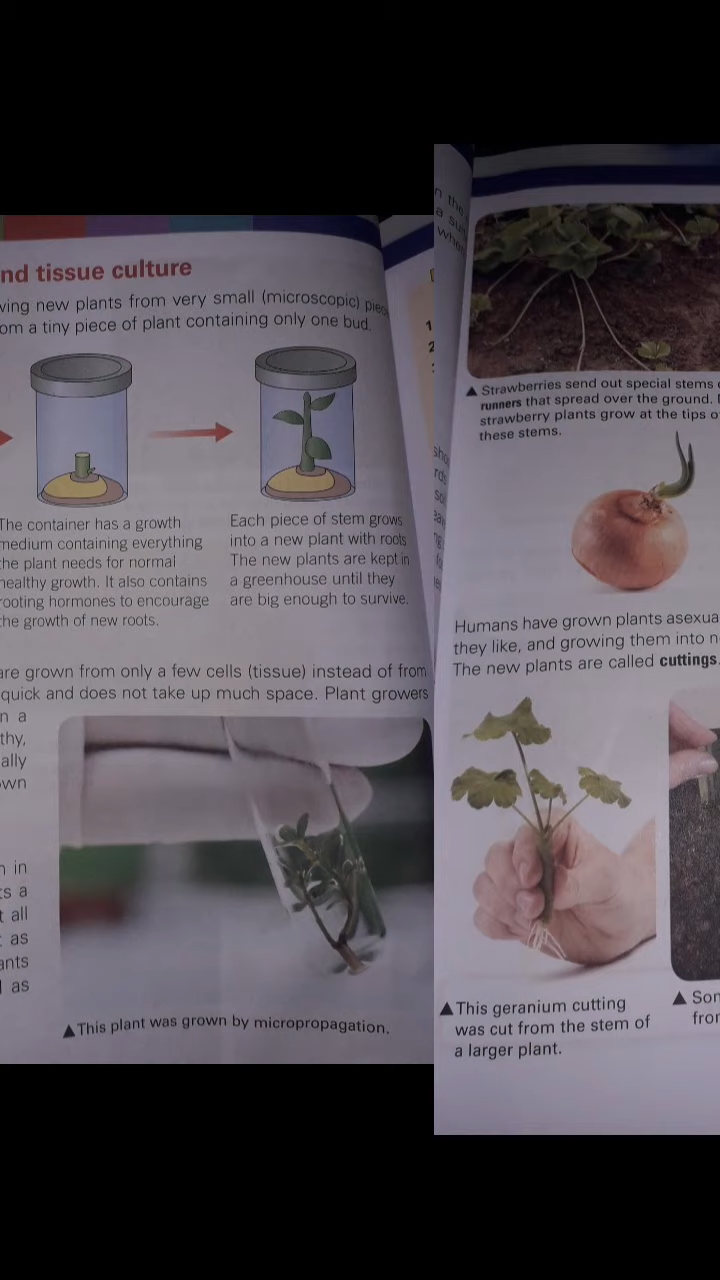 nd tissue culture
ving new plants from very small (microscopic)
om a tiny piece of plant containing only one bud.
The container has a growth
medium containing everything
the plant needs for normal
healthy growth. It also contains
rooting hormones to encourage
the growth of new roots.
Each piece of stem grows
into a new plant with roots
The new plants are kept in
a greenhouse until they
are big enough to survive.
are grown from only a few cells (tissue) instead of from
quick and does not take up much space. Plant growers
n a
thy,
ally
own
n in
ts a
t all
as
ants
as
▲ This plant was grown by micropropagation.
1
2
n the
a
▲ Strawberries send out special stems
runners that spread over the ground.
strawberry plants grow at the tips o
these stems.
Humans have grown plants asexua
they like, and growing them into n
The new plants are called cuttings.
▲ This geranium cutting
was cut from the stem of
a larger plant.
▲ Son
fron